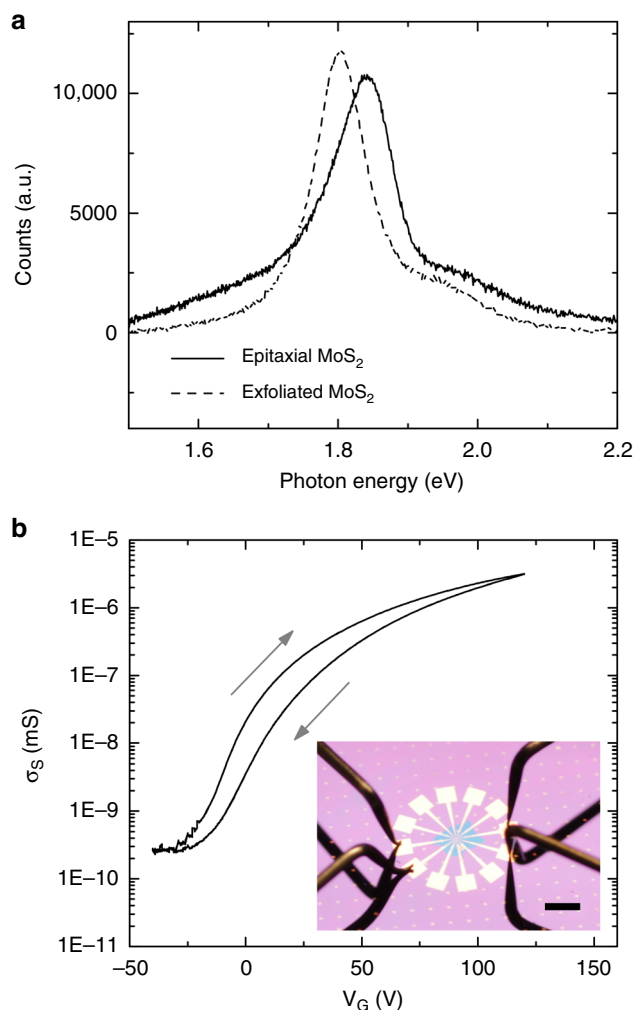 a
10,000
5000
0
Counts (a.u.)
Epitaxial MoS₂
Exfoliated MoS₂
1.6 1.8 2.0 2.2
Photon energy (eV)
b
1E–5
1E–6
1E–7
1E–8
1E–9
1E–10
1E–11
σS (mS)
–50 0 50 100 150
VG (V)